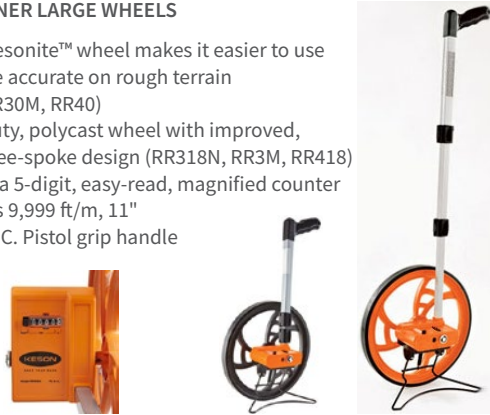 NER LARGE WHEELS
esonite™ wheel makes it easier to use
e accurate on rough terrain
R30M, RR40)
uty, polycast wheel with improved,
ee-spoke design (RR318N, RR3M, RR418)
a 5-digit, easy-read, magnified counter
s 9,999 ft/m, 11"
C. Pistol grip handle
KESON